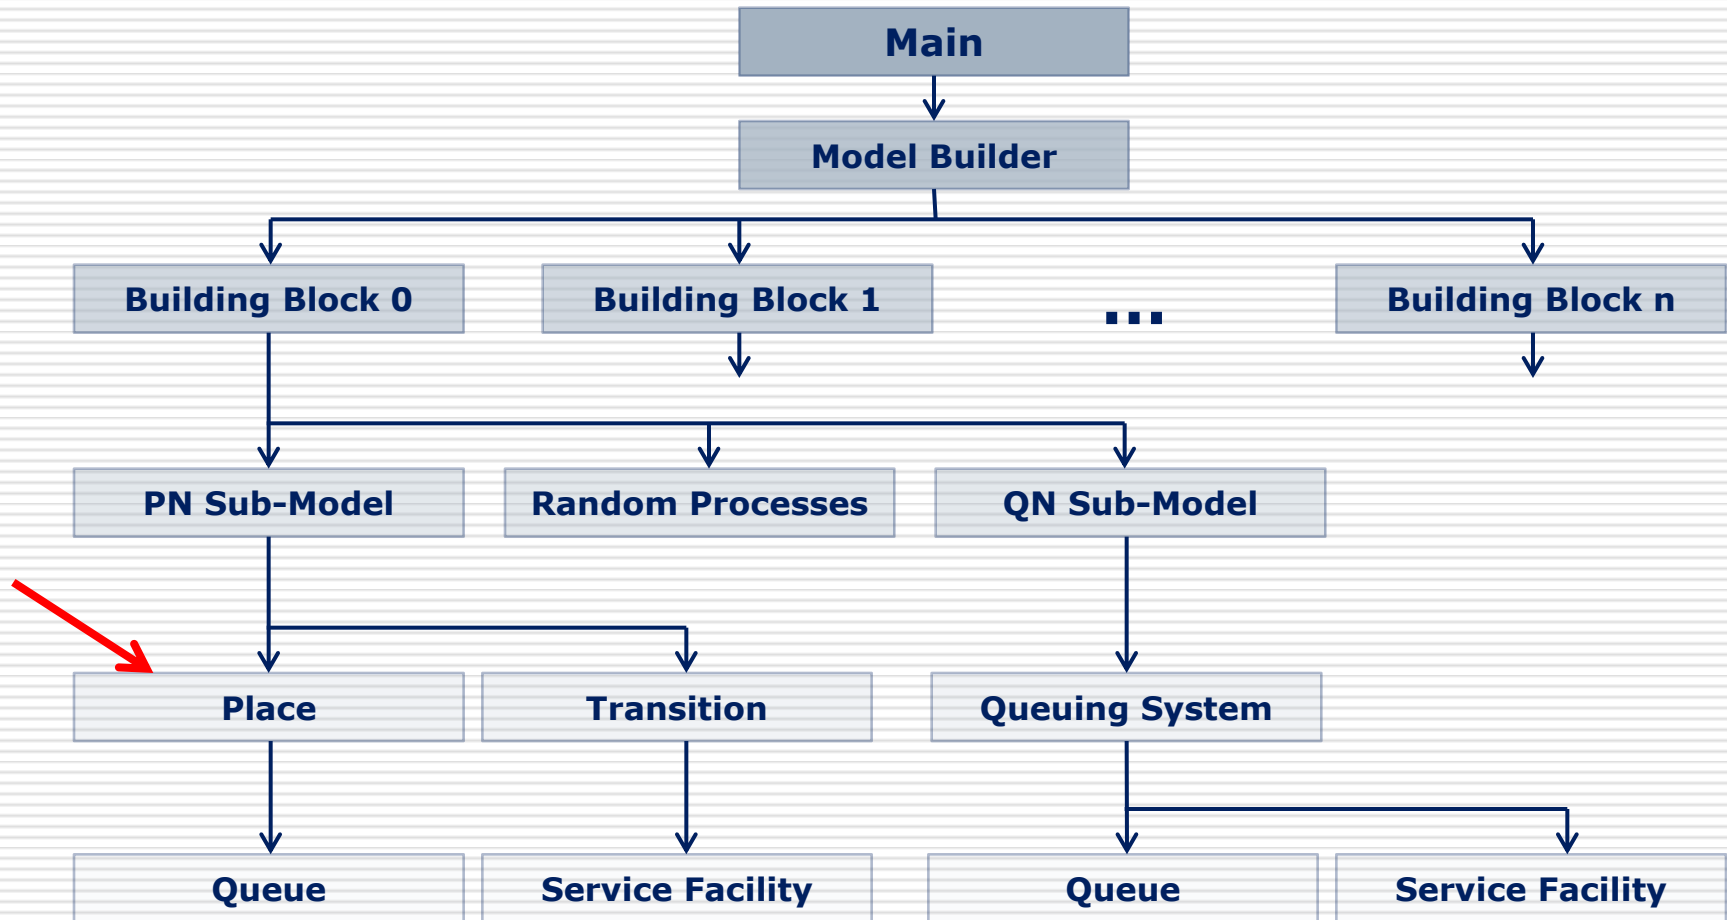 Main
Model Builder
Building Block 0
Building Block 1
...
Building Block n
PN Sub-Model
Random Processes
QN Sub-Model
Place
Transition
Queuing System
Queue
Service Facility
Queue
Service Facility